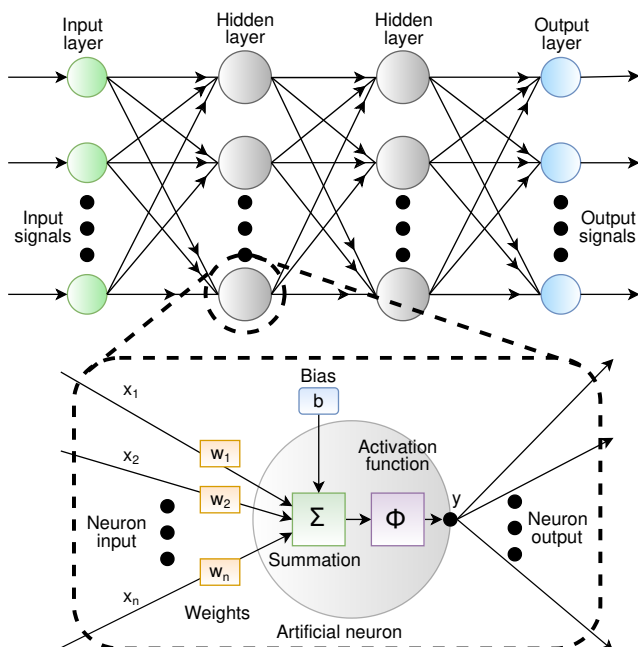 Input
layer
Hidden
layer
Hidden
layer
Output
layer
Input
signals
Output
signals
Bias
b
x1
x2
xn
w1
w2
wn
Neuron
input
Weights
Σ
Summation
Activation
function
Φ
y
Neuron
output
Artificial neuron